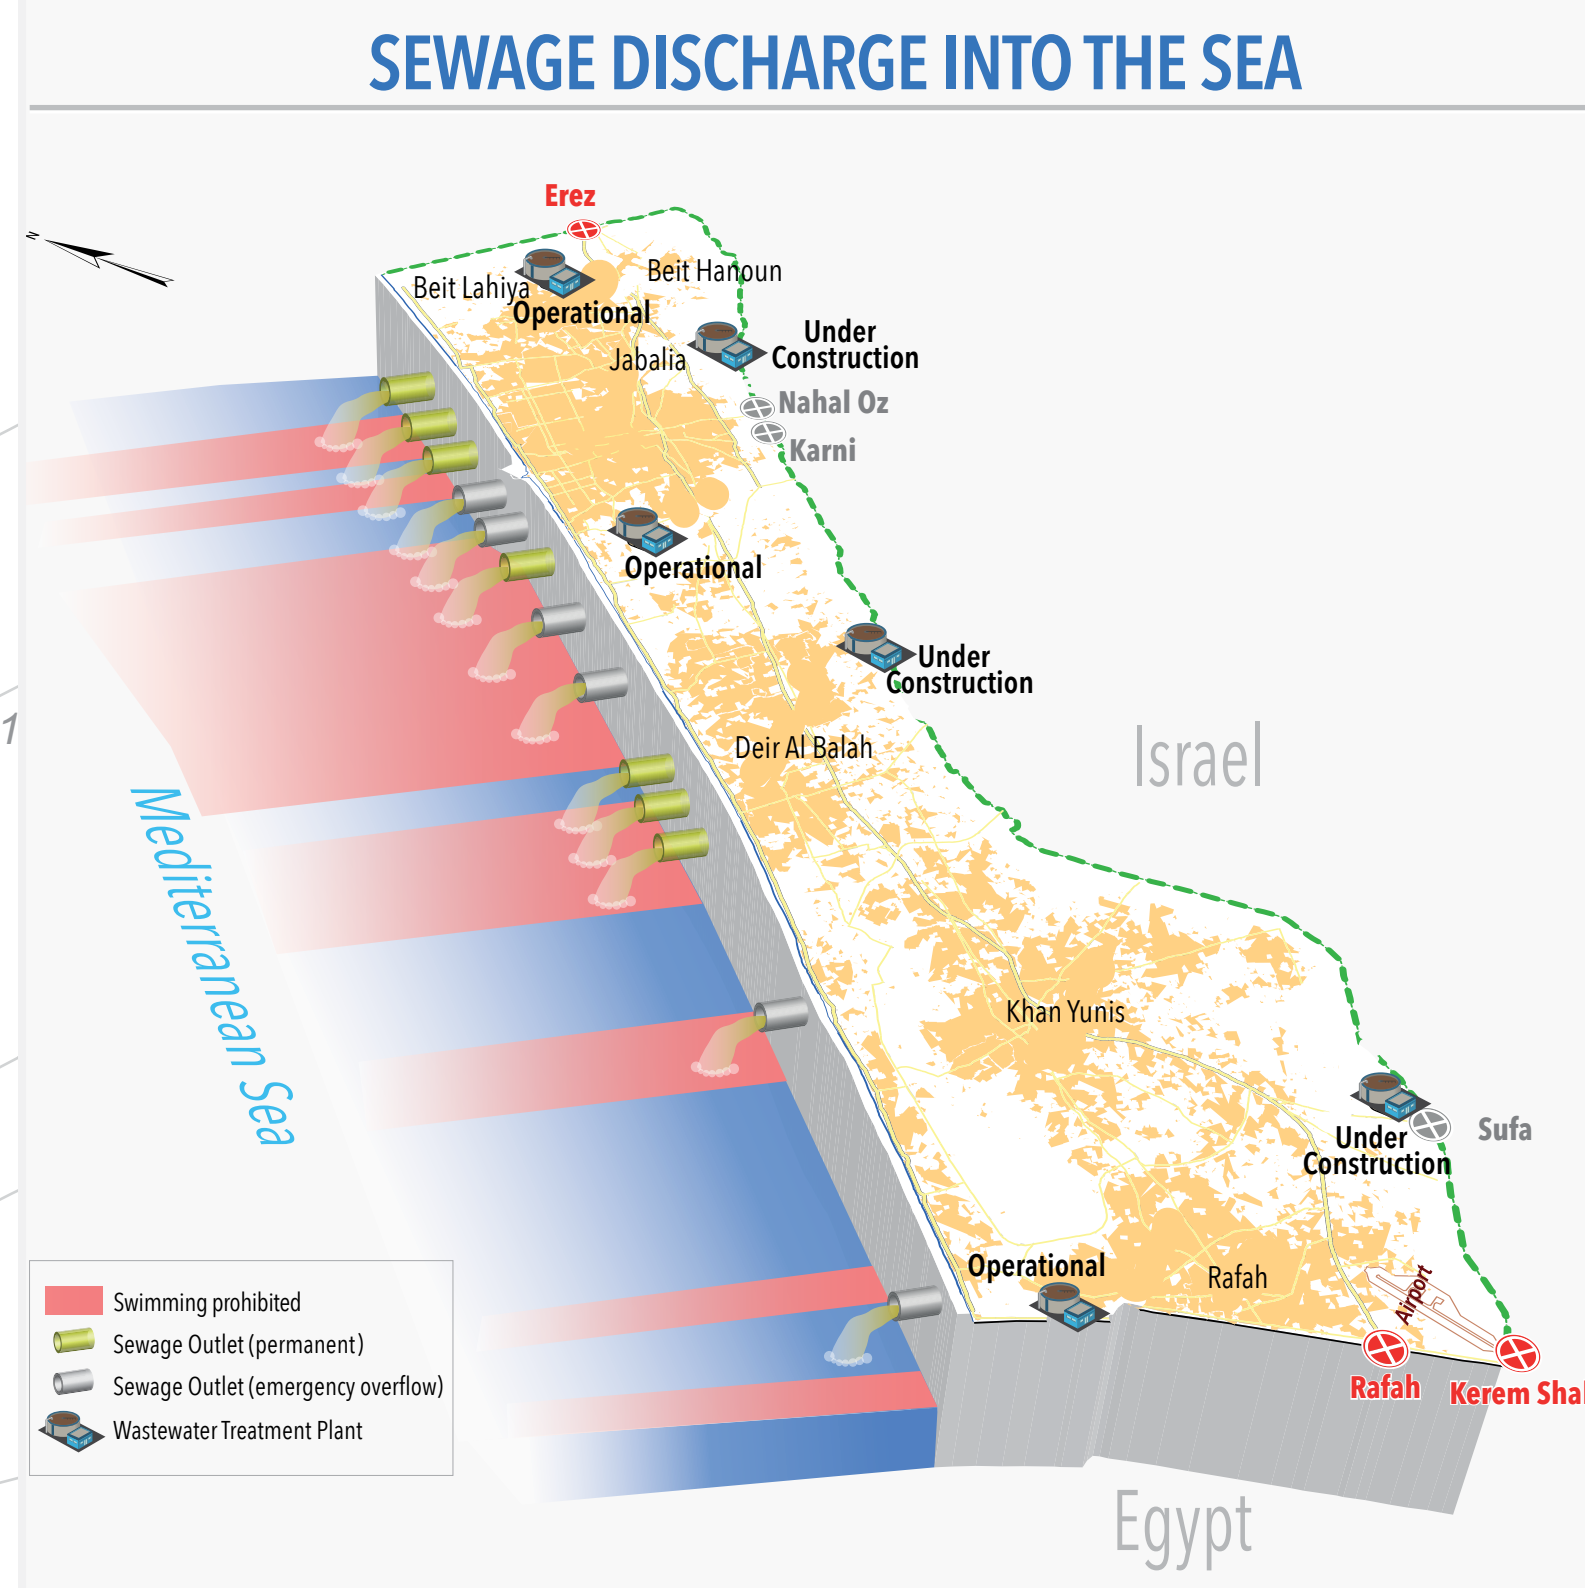 SEWAGE DISCHARGE INTO THE SEA
Erez
N
Beit Hanoun
Beit Lahiya
Operational
Under
Construction
Jabalia
Nahal Oz
Karni
Operational
Under
Construction
1
Deir Al Balah
Israel
Mediterranean Sea
Khan Yunis
Sufa
Under
Construction
Operational
Rafah
Airport
Swimming prohibited
Sewage Outlet (permanent)
Sewage Outlet (emergency overflow)
Wastewater Treatment Plant
Rafah
Kerem Shal
Egypt